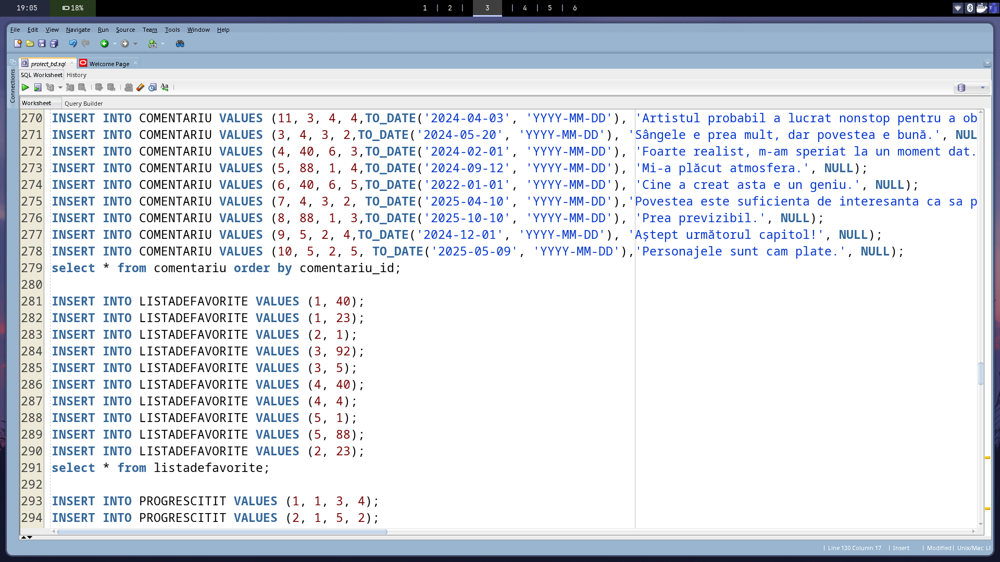 19:05 18% 1 | 2 | 3 | 4 | 5 | 6
File Edit View Navigate Run Source Team Tools Window Help
proiect_bd.sql Welcome Page
SQL Worksheet History
Connections
Worksheet Query Builder
270 INSERT INTO COMENTARIU VALUES (11, 3, 4, 4,TO_DATE('2024-04-03', 'YYYY-MM-DD'), 'Artistul probabil a lucrat nonstop pentru a ob
271 INSERT INTO COMENTARIU VALUES (3, 4, 3, 2,TO_DATE('2024-05-20', 'YYYY-MM-DD'), 'Sângele e prea mult, dar povestea e bună.', NUL
272 INSERT INTO COMENTARIU VALUES (4, 40, 6, 3,TO_DATE('2024-02-01', 'YYYY-MM-DD'), 'Foarte realist, m-am speriat la un moment dat.
273 INSERT INTO COMENTARIU VALUES (5, 88, 1, 4,TO_DATE('2024-09-12', 'YYYY-MM-DD'), 'Mi-a plăcut atmosfera.', NULL);
274 INSERT INTO COMENTARIU VALUES (6, 40, 6, 5,TO_DATE('2022-01-01', 'YYYY-MM-DD'), 'Cine a creat asta e un geniu.', NULL);
275 INSERT INTO COMENTARIU VALUES (7, 4, 3, 2, TO_DATE('2025-04-10', 'YYYY-MM-DD'),'Povestea este suficienta de interesanta ca sa p
276 INSERT INTO COMENTARIU VALUES (8, 88, 1, 3,TO_DATE('2025-10-10', 'YYYY-MM-DD'), 'Prea previzibil.', NULL);
277 INSERT INTO COMENTARIU VALUES (9, 5, 2, 4,TO_DATE('2024-12-01', 'YYYY-MM-DD'), 'Aștept următorul capitol!', NULL);
278 INSERT INTO COMENTARIU VALUES (10, 5, 2, 5, TO_DATE('2025-05-09', 'YYYY-MM-DD'),'Personajele sunt cam plate.', NULL);
279 select * from comentariu order by comentariu_id;
280
281 INSERT INTO LISTADEFAVORITE VALUES (1, 40);
282 INSERT INTO LISTADEFAVORITE VALUES (1, 23);
283 INSERT INTO LISTADEFAVORITE VALUES (2, 1);
284 INSERT INTO LISTADEFAVORITE VALUES (3, 92);
285 INSERT INTO LISTADEFAVORITE VALUES (3, 5);
286 INSERT INTO LISTADEFAVORITE VALUES (4, 40);
287 INSERT INTO LISTADEFAVORITE VALUES (4, 4);
288 INSERT INTO LISTADEFAVORITE VALUES (5, 1);
289 INSERT INTO LISTADEFAVORITE VALUES (5, 88);
290 INSERT INTO LISTADEFAVORITE VALUES (2, 23);
291 select * from listadefavorite;
292
293 INSERT INTO PROGRESCITIT VALUES (1, 1, 3, 4);
294 INSERT INTO PROGRESCITIT VALUES (2, 1, 5, 2);
| Line 130 Column 17 | Insert | Modified | Unix/Mac: LF